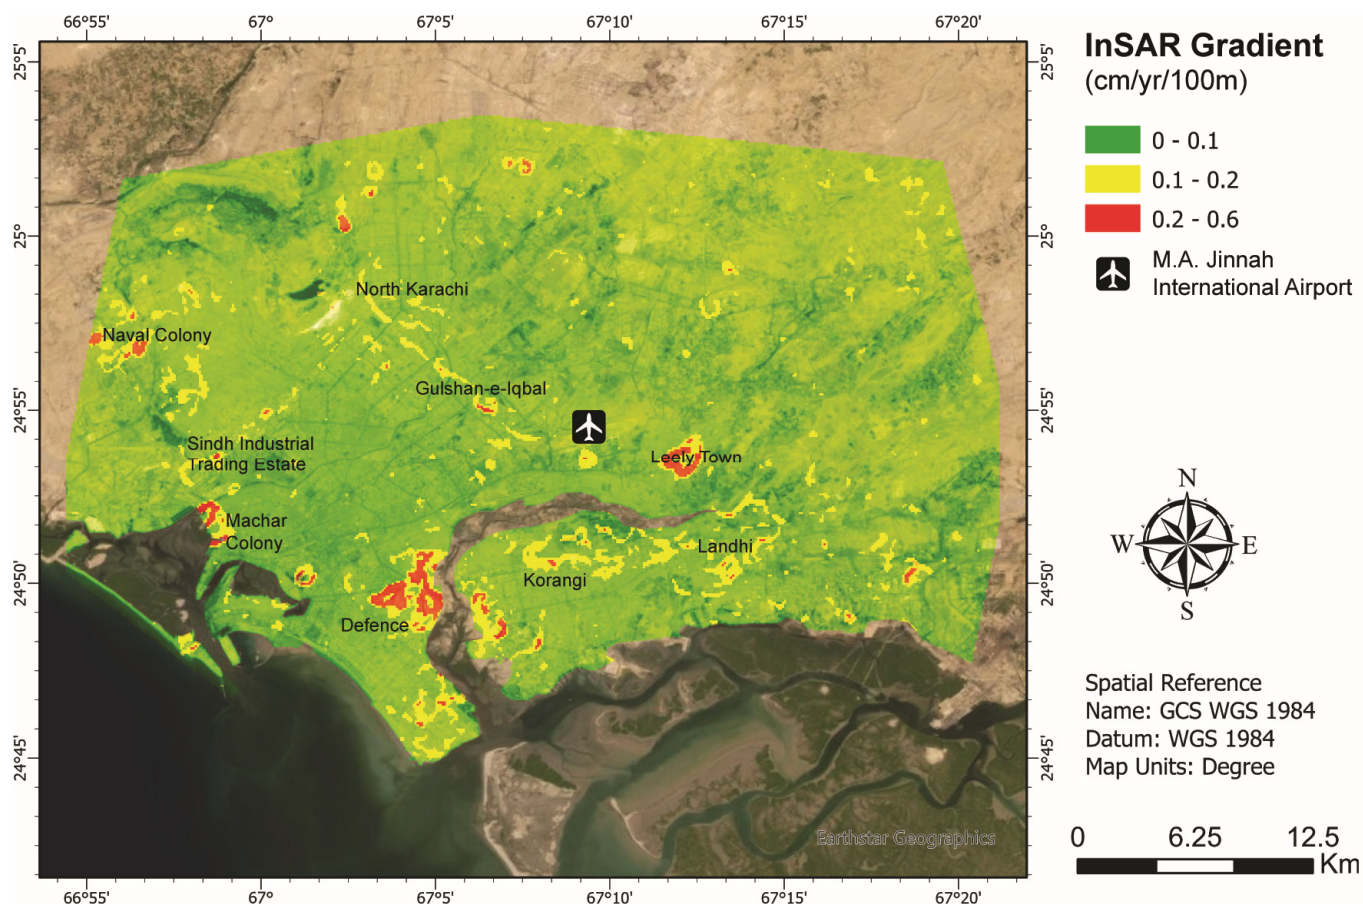 66°55'
67°
67°5'
67°10'
67°15'
67°20'
25°5'
25°
24°55'
24°50'
24°45'
North Karachi
Naval Colony
Gulshan-e-Iqbal
Sindh Industrial
Trading Estate
Leely Town
Machar
Colony
Landhi
Korangi
Defence
Earthstar Geographics
25°5'
25°
24°55'
24°50'
24°45'
66°55'
67°
67°5'
67°10'
67°15'
67°20'
InSAR Gradient
(cm/yr/100m)
0 - 0.1
0.1 - 0.2
0.2 - 0.6
M.A. Jinnah
International Airport
N
W
E
S
Spatial Reference
Name: GCS WGS 1984
Datum: WGS 1984
Map Units: Degree
0
6.25
12.5
Km